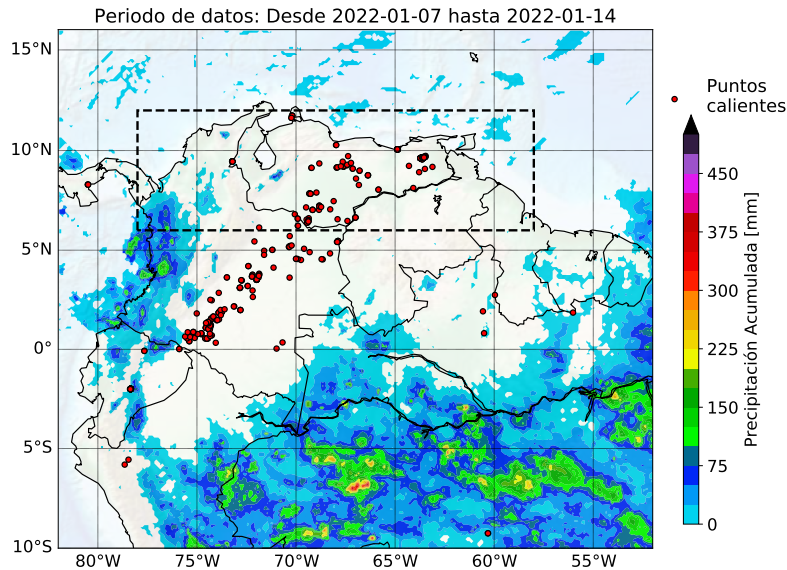 Periodo de datos: Desde 2022-01-07 hasta 2022-01-14
15°N
10°N
5°N
0°
5°S
10°S
80°W
75°W
70°W
65°W
60°W
55°W
Puntos
calientes
450
375
300
225
150
75
0
Precipitación Acumulada [mm]